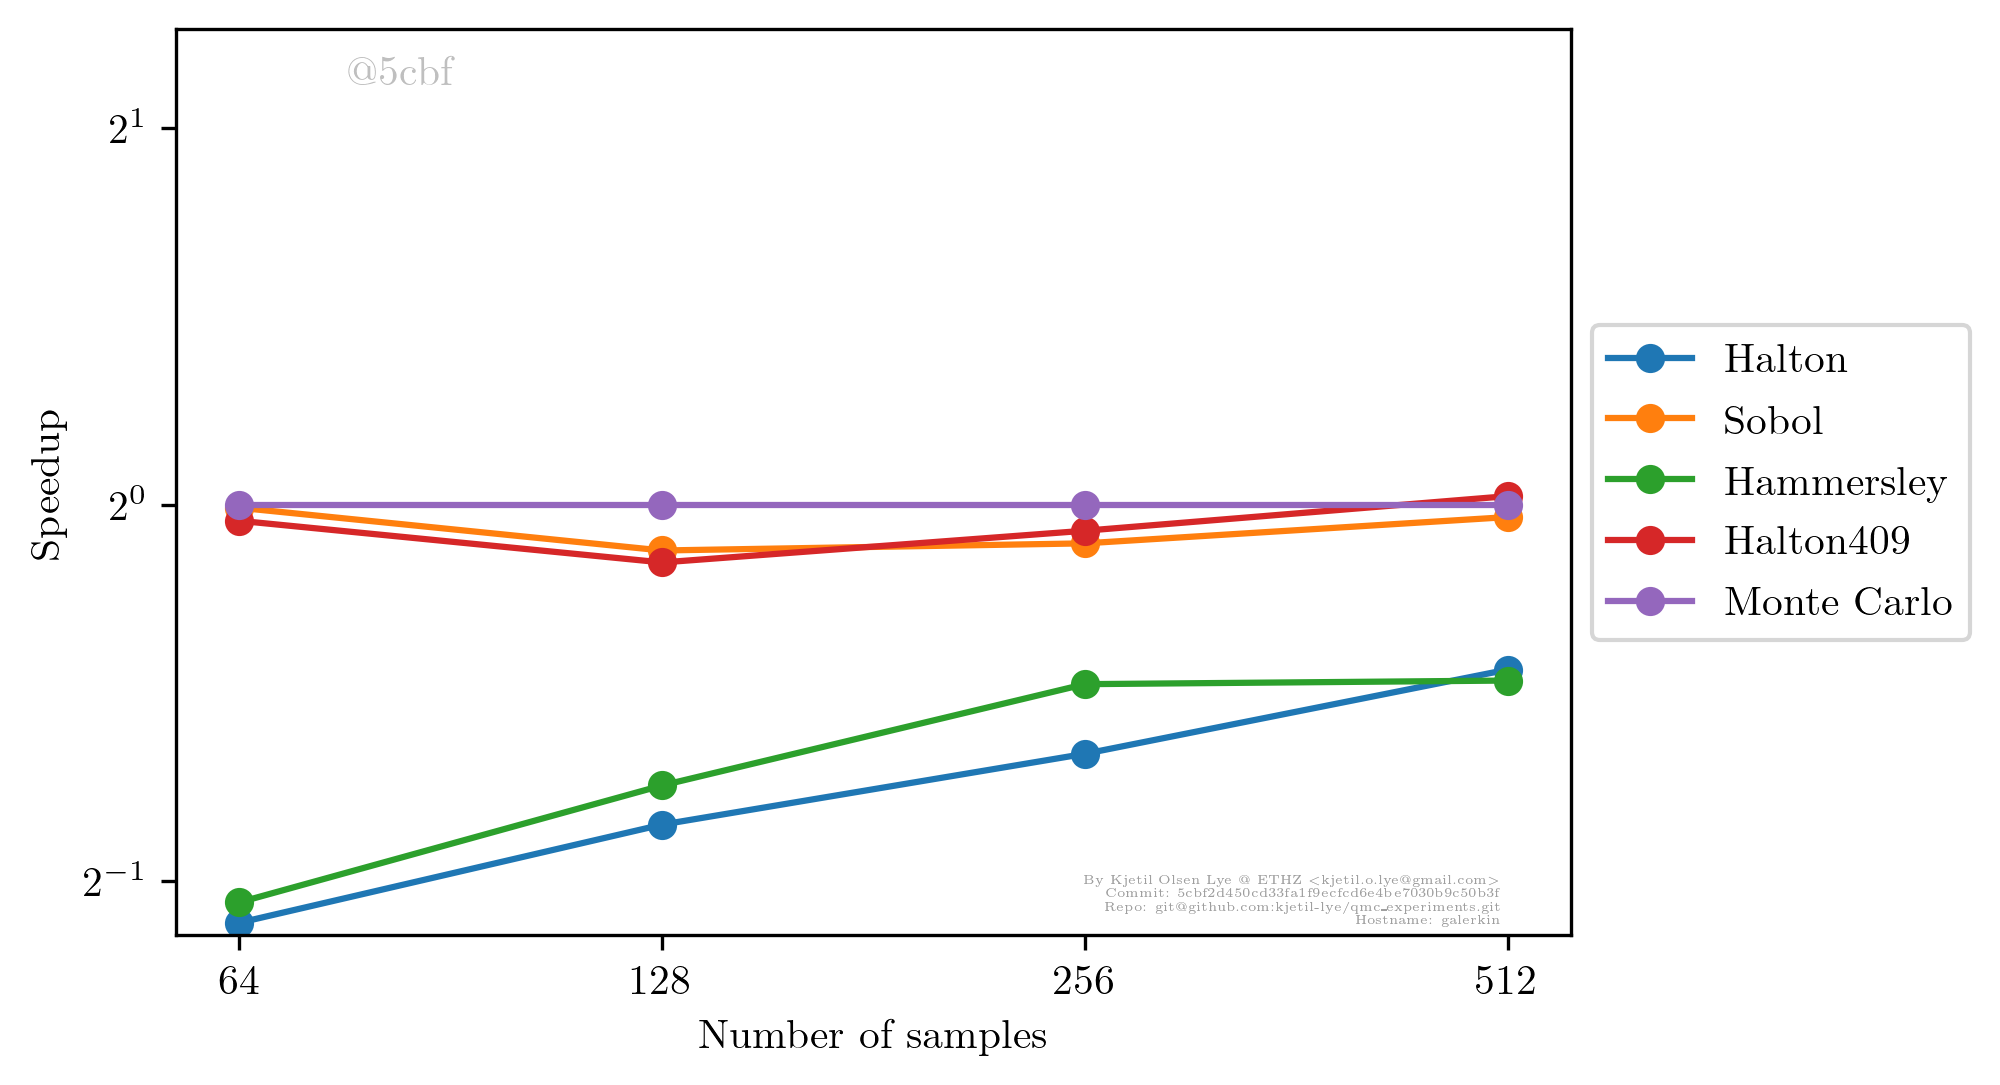 @5cbf
2^1
2^0
2^-1
Speedup
64
128
256
512
Number of samples
Halton
Sobol
Hammersley
Halton409
Monte Carlo
By Kjetil Olsen Lye @ ETHZ <kjetil.o.lye@gmail.com>
Commit: 5cbf2d450cd33fa1f9ecfcd6e4be7030b9c50b3f
Repo: git@github.com:kjetil-lye/qmc_experiments.git
Hostname: galerkin